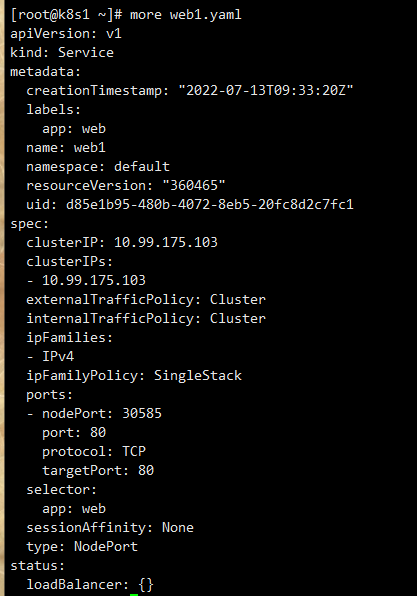 [root@k8s1 ~]# more web1.yaml
apiVersion: v1
kind: Service
metadata:
  creationTimestamp: "2022-07-13T09:33:20Z"
  labels:
    app: web
  name: web1
  namespace: default
  resourceVersion: "360465"
  uid: d85e1b95-480b-4072-8eb5-20fc8d2c7fc1
spec:
  clusterIP: 10.99.175.103
  clusterIPs:
  - 10.99.175.103
  externalTrafficPolicy: Cluster
  internalTrafficPolicy: Cluster
  ipFamilies:
  - IPv4
  ipFamilyPolicy: SingleStack
  ports:
  - nodePort: 30585
    port: 80
    protocol: TCP
    targetPort: 80
  selector:
    app: web
  sessionAffinity: None
  type: NodePort
status:
  loadBalancer: {}